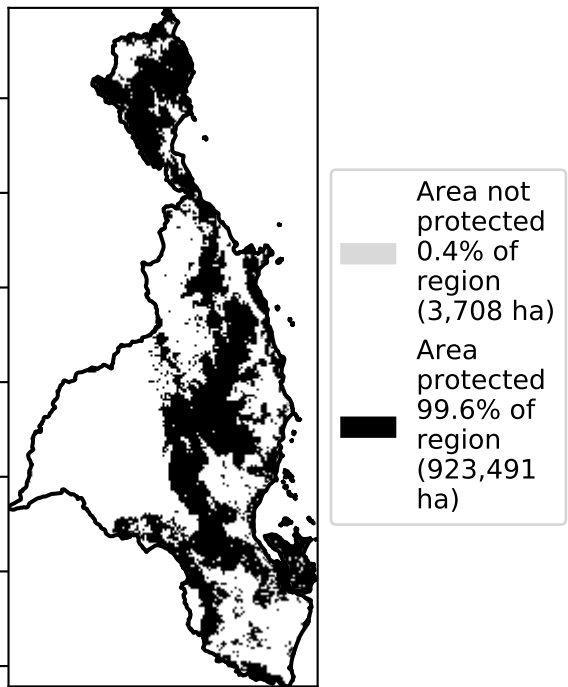 Area not
protected
0.4% of
region
(3,708 ha)
Area
protected
99.6% of
region
(923,491
ha)